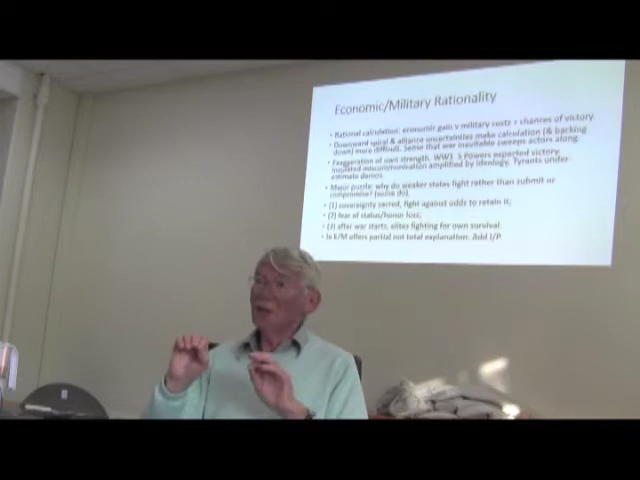 Economic/Military Rationality
• Rational calculation: economic gain v military costs + chances of victory
• Downward spiral & alliance uncertainties make calculation (& backing
down) more difficult. Sense that war inevitable sweeps actors along.
• Exaggeration of own strength. WW1 Powers expected victory.
Insulated miscommunication amplified by ideology. Tyrants under-
estimate demos.
• Major puzzle: why do weaker states fight rather than submit or
compromise? (some do).
• (1) sovereignty sacred, fight against odds to retain it;
• (2) fear of status/honor loss;
• (3) after war starts, elites fighting for own survival.
• E/M offers partial not total explanation. Add I/P.